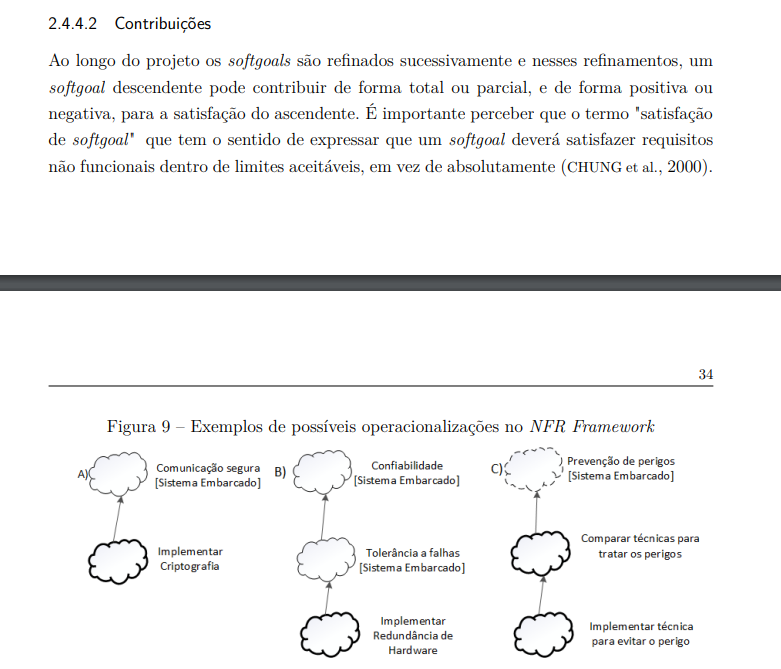 2.4.4.2 Contribuições
Ao longo do projeto os softgoals são refinados sucessivamente e nesses refinamentos, um
softgoal descendente pode contribuir de forma total ou parcial, e de forma positiva ou
negativa, para a satisfação do ascendente. É importante perceber que o termo "satisfação
de softgoal" que tem o sentido de expressar que um softgoal deverá satisfazer requisitos
não funcionais dentro de limites aceitáveis, em vez de absolutamente (CHUNG et al., 2000).
34
Figura 9 – Exemplos de possíveis operacionalizações no NFR Framework
A)
Comunicação segura
[Sistema Embarcado]
Implementar
Criptografia
B)
Confiabilidade
[Sistema Embarcado]
Tolerância a falhas
[Sistema Embarcado]
Implementar
Redundância de
Hardware
C)
Prevenção de perigos
[Sistema Embarcado]
Comparar técnicas para
tratar os perigos
Implementar técnica
para evitar o perigo